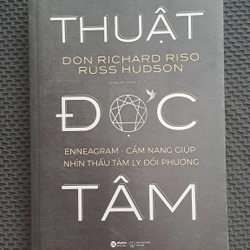 THUẬT
DON RICHARD RISO
RUSS HUDSON
ĐỌC
ENNEAGRAM - CẨM NANG GIÚP
NHÌN THẤU TÂM LÝ ĐỐI PHƯƠNG
TÂM